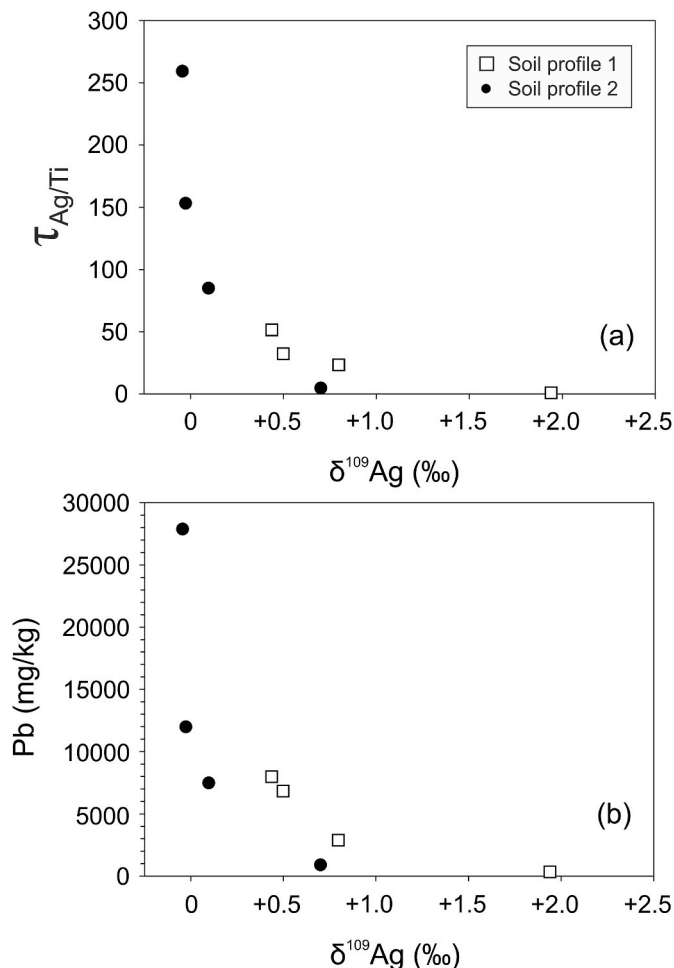 300
250
200
150
100
50
0
τAg/Ti
Soil profile 1
Soil profile 2
(a)
0 +0.5 +1.0 +1.5 +2.0 +2.5
δ¹⁰⁹Ag (‰)
30000
25000
20000
15000
10000
5000
0
Pb (mg/kg)
(b)
0 +0.5 +1.0 +1.5 +2.0 +2.5
δ¹⁰⁹Ag (‰)